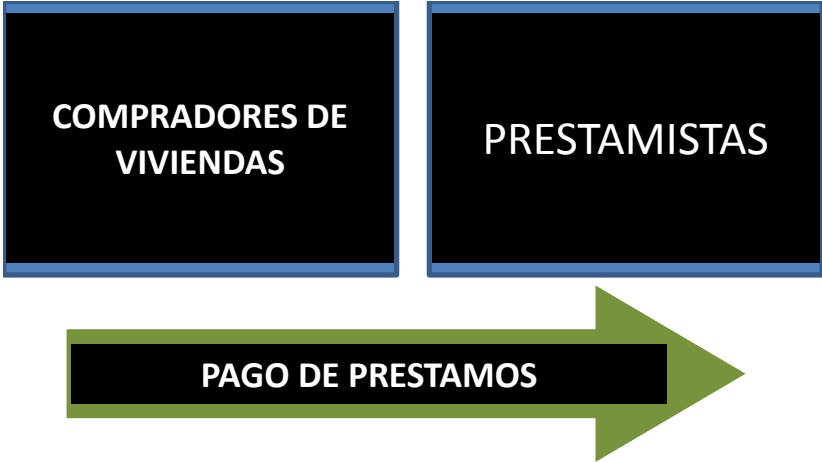 COMPRADORES DE
VIVIENDAS
PRESTAMISTAS
PAGO DE PRESTAMOS